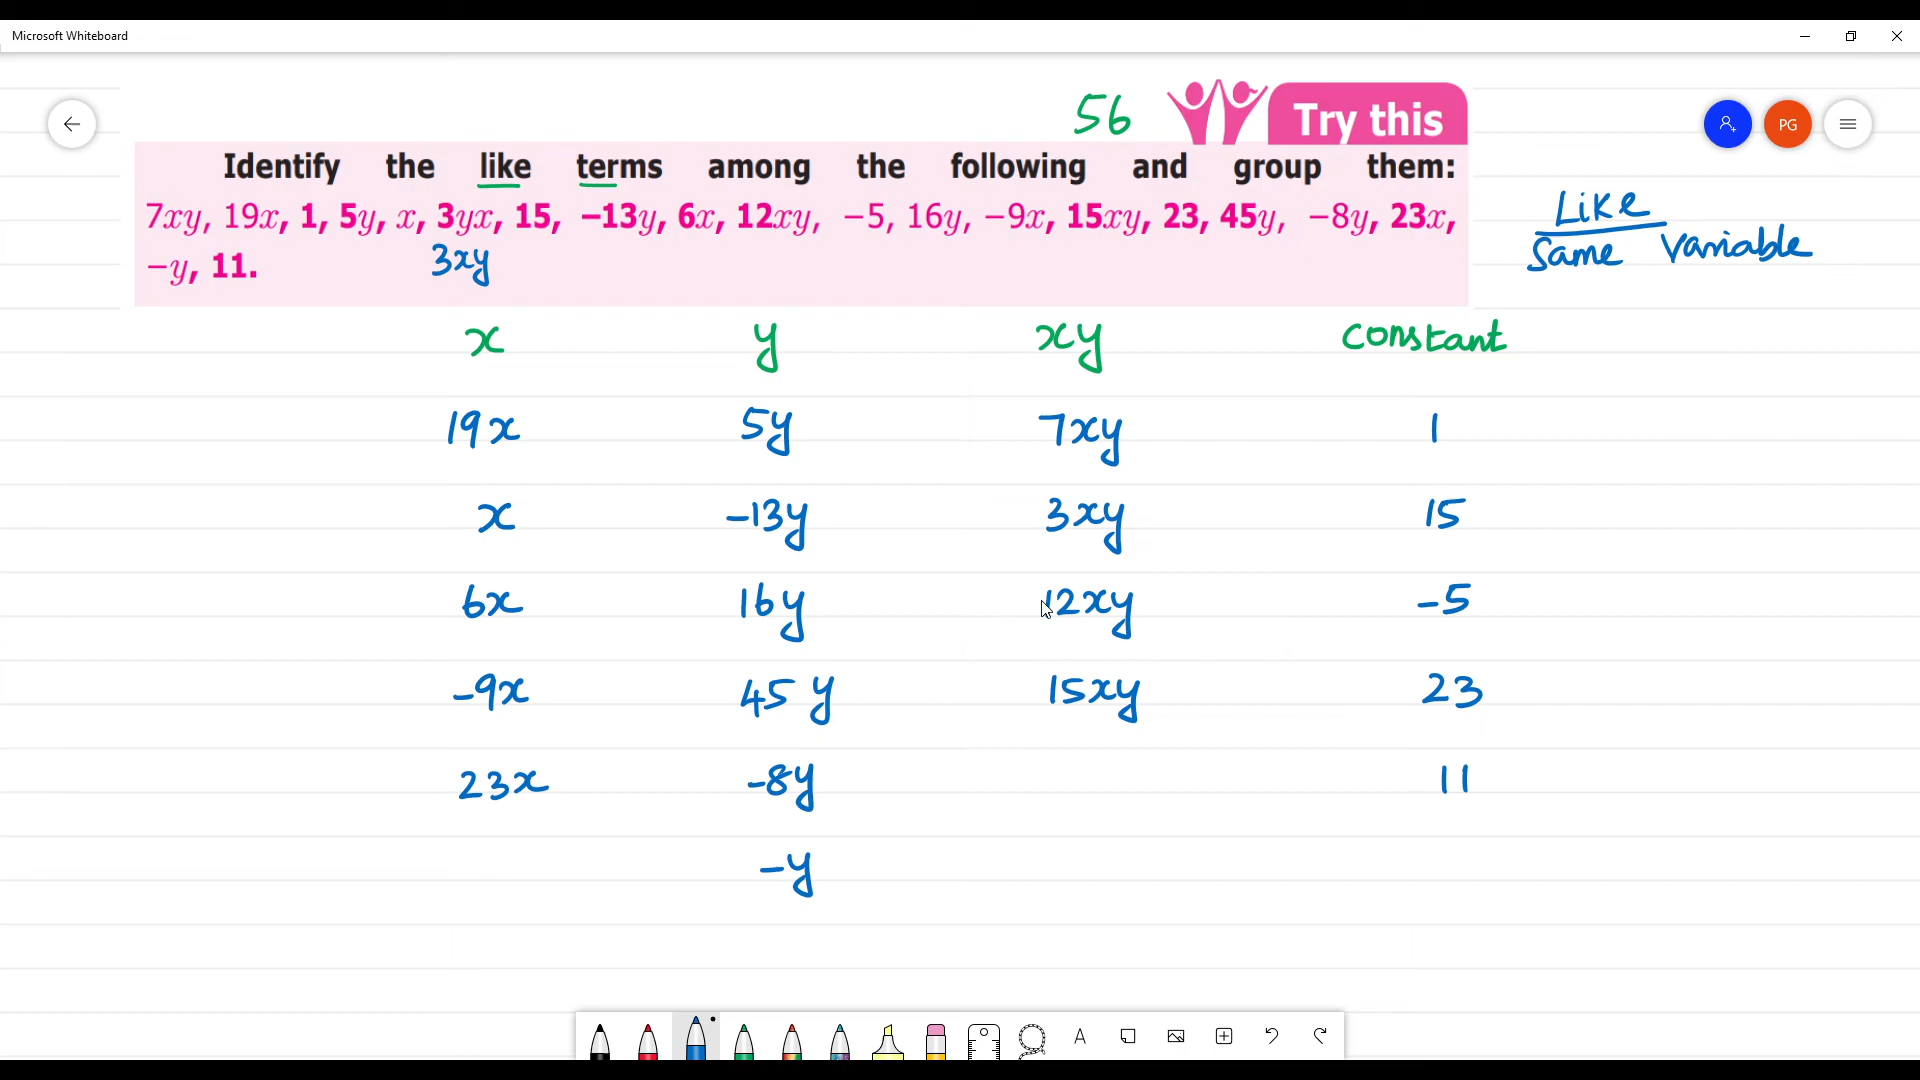 Microsoft Whiteboard
56 Try this
PG
Identify the like terms among the following and group them:
7xy, 19x, 1, 5y, x, 3yx, 15, −13y, 6x, 12xy, −5, 16y, −9x, 15xy, 23, 45y, −8y, 23x,
−y, 11.
3xy
Like
Same Variable
x y xy constant
19x 5y 7xy 1
x -13y 3xy 15
6x 16y 12xy -5
-9x 45y 15xy 23
23x -8y 11
-y
A